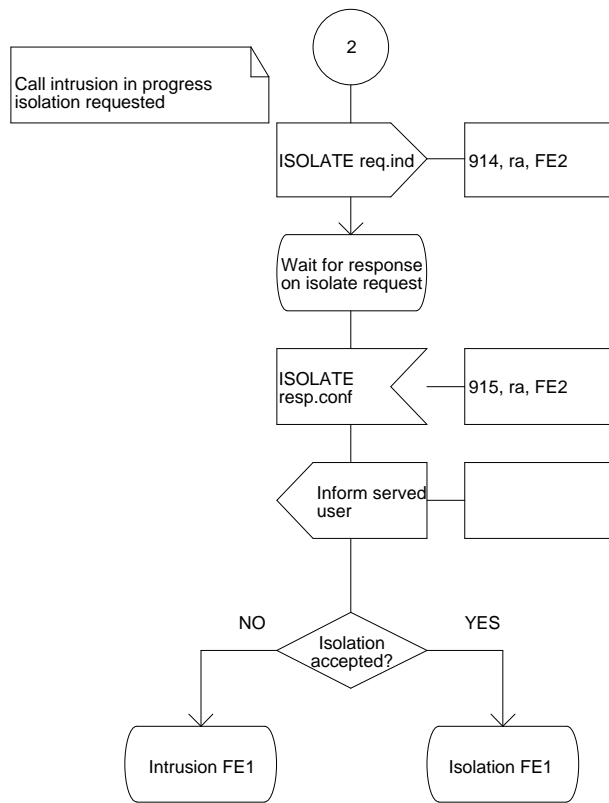 2
Call intrusion in progress
isolation requested
ISOLATE req.ind
914, ra, FE2
Wait for response
on isolate request
ISOLATE
resp.conf
915, ra, FE2
Inform served
user
NO
YES
Isolation
accepted?
Intrusion FE1
Isolation FE1